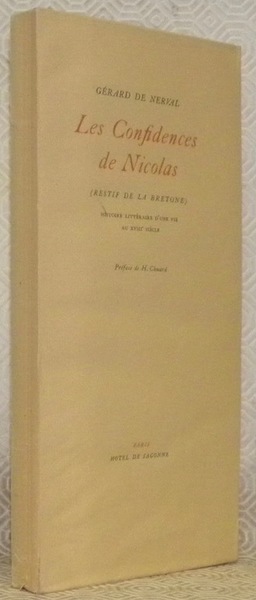 GÉRARD DE NERVAL
Les Confidences
de Nicolas
(RESTIF DE LA BRETONE)
HISTOIRE LITTÉRAIRE D'UNE VIE
AU XVIIIe SIÈCLE
Préface de H. Clouard
PARIS
HOTEL DE SAGONNE